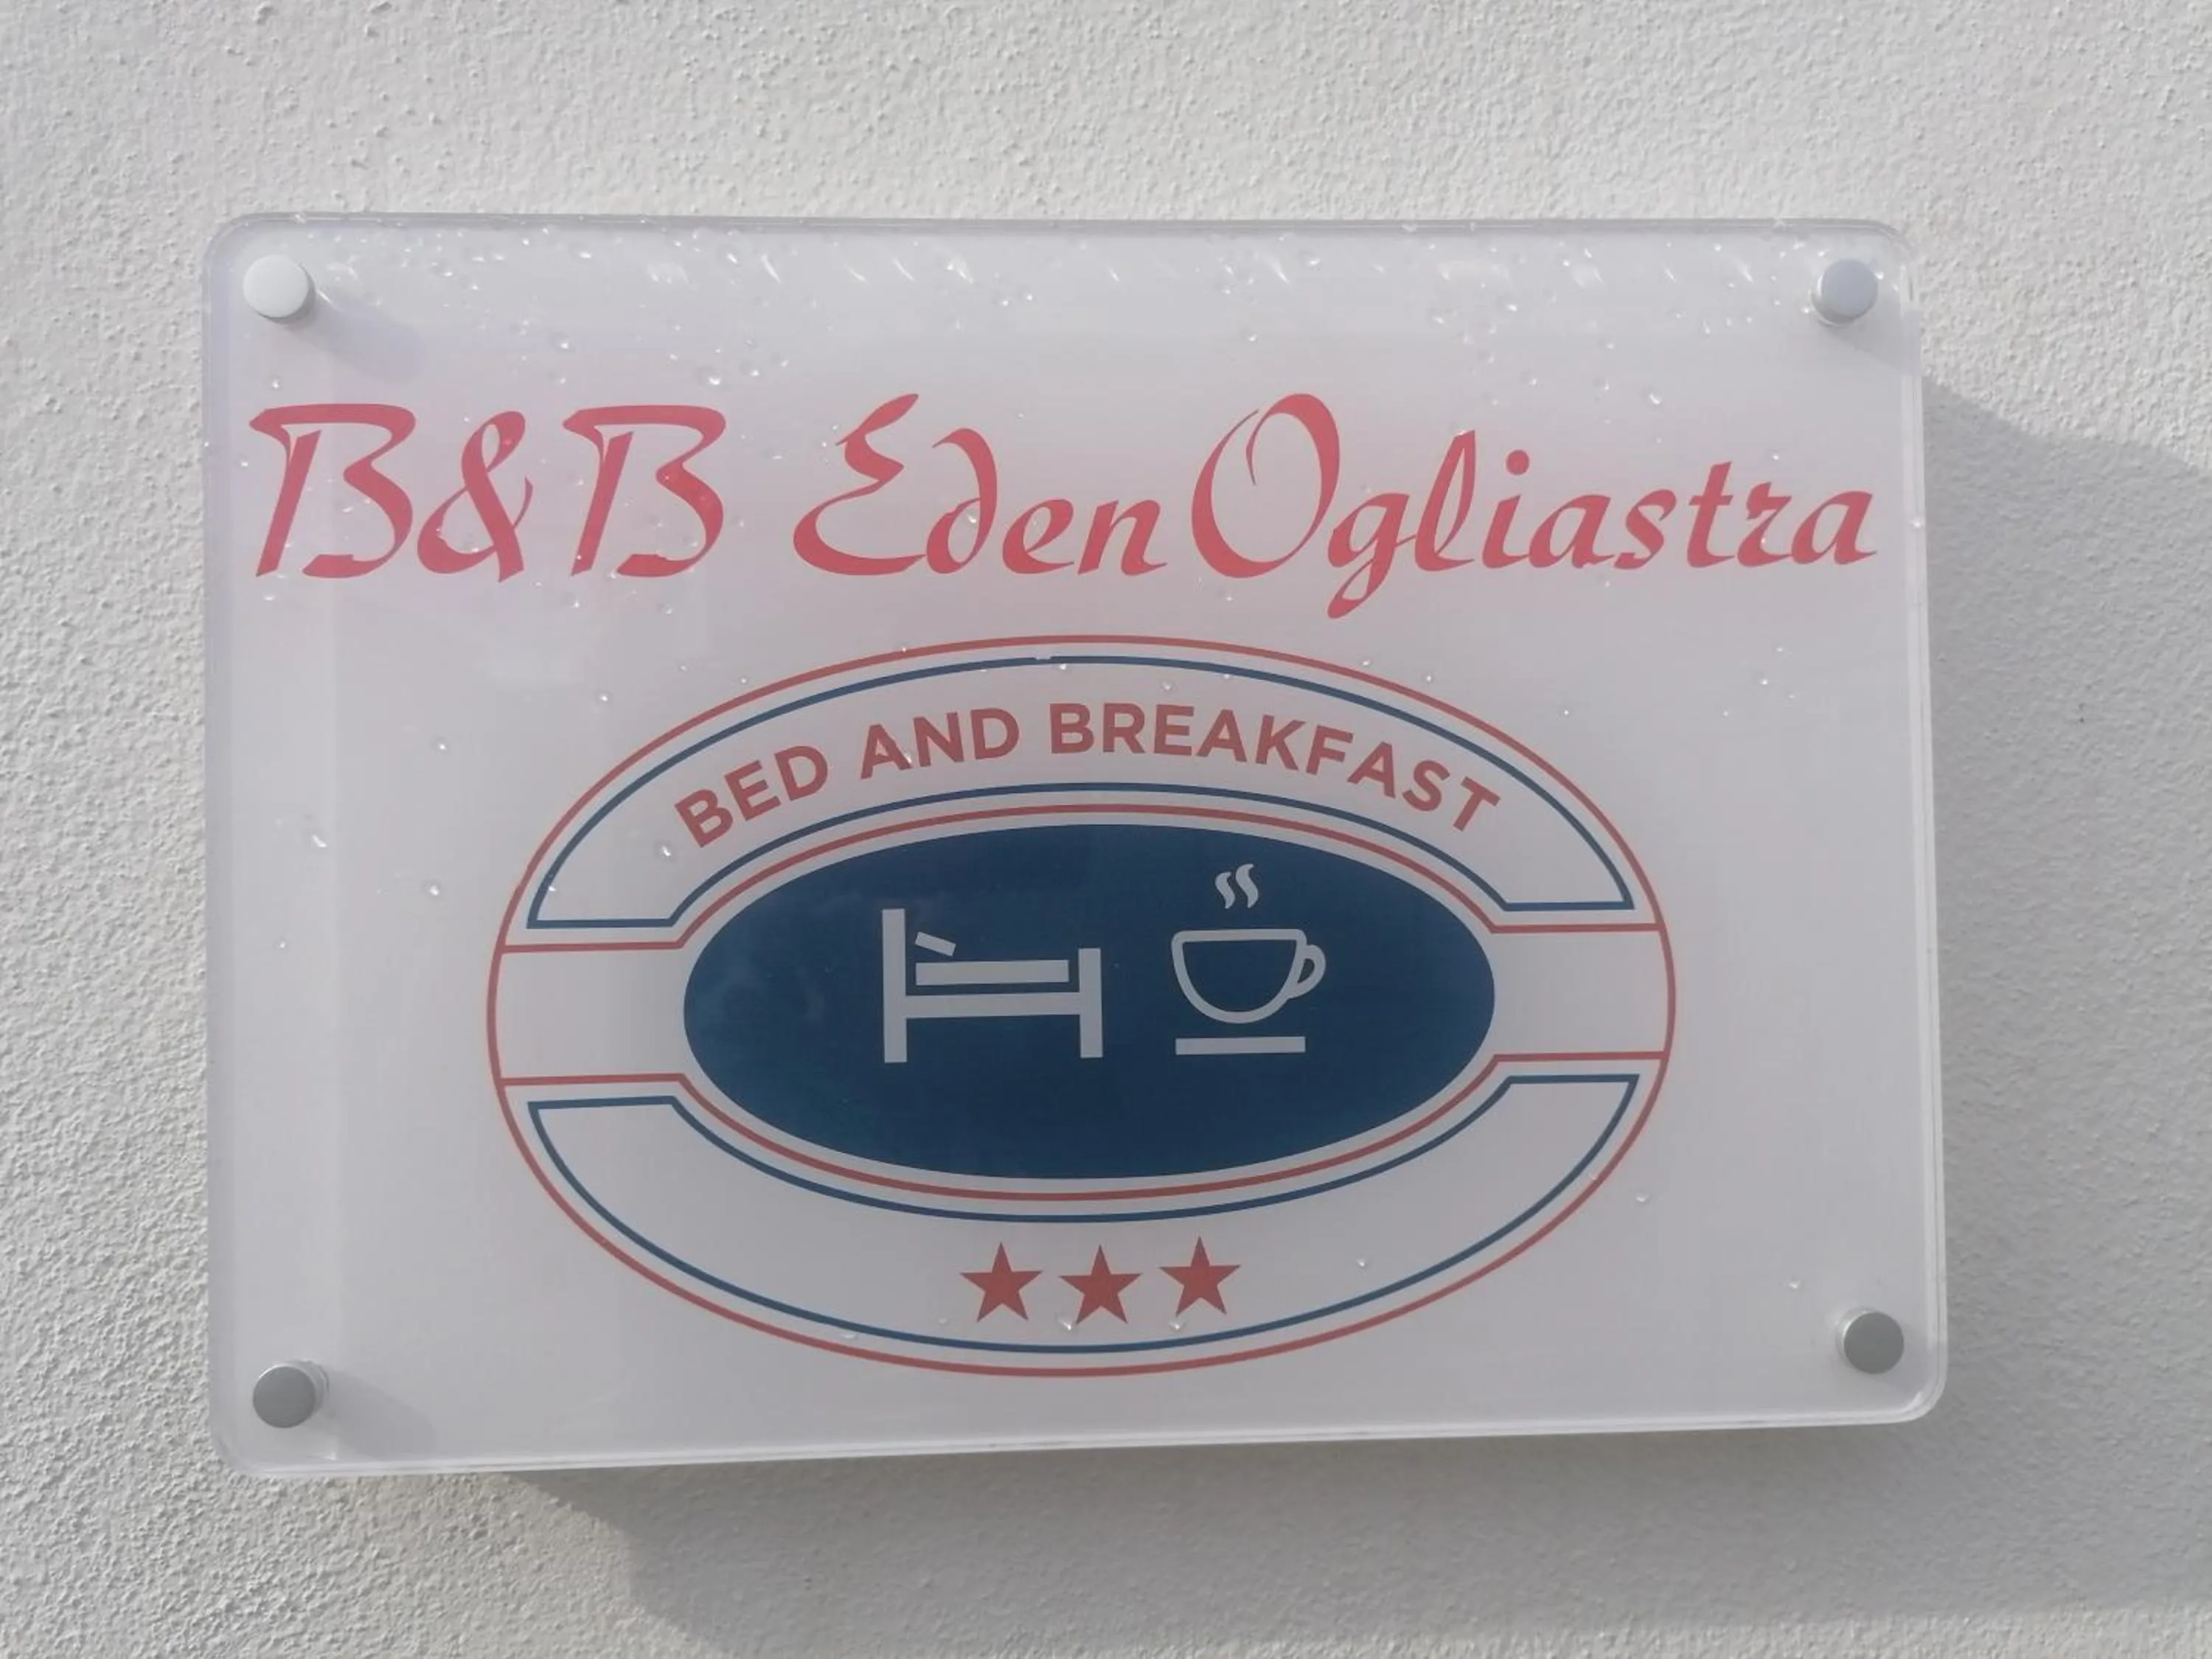 B&B Eden Ogliastra
BED AND BREAKFAST